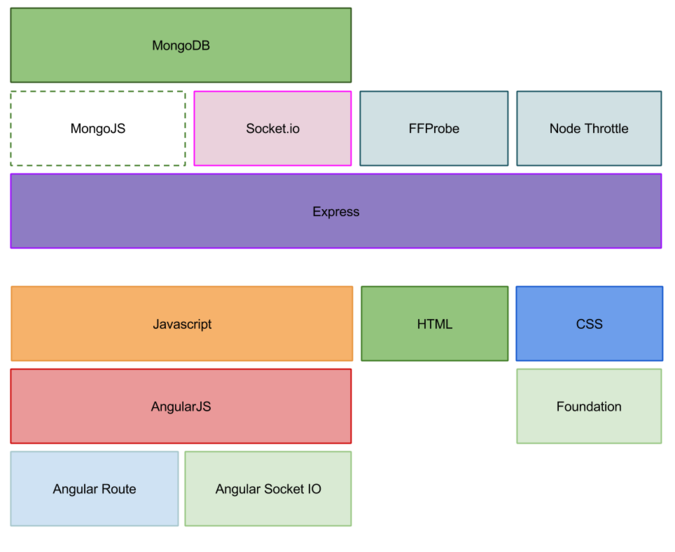 MongoDB
MongoJS
Socket.io
FFProbe
Node Throttle
Express
Javascript
HTML
CSS
AngularJS
Foundation
Angular Route
Angular Socket IO